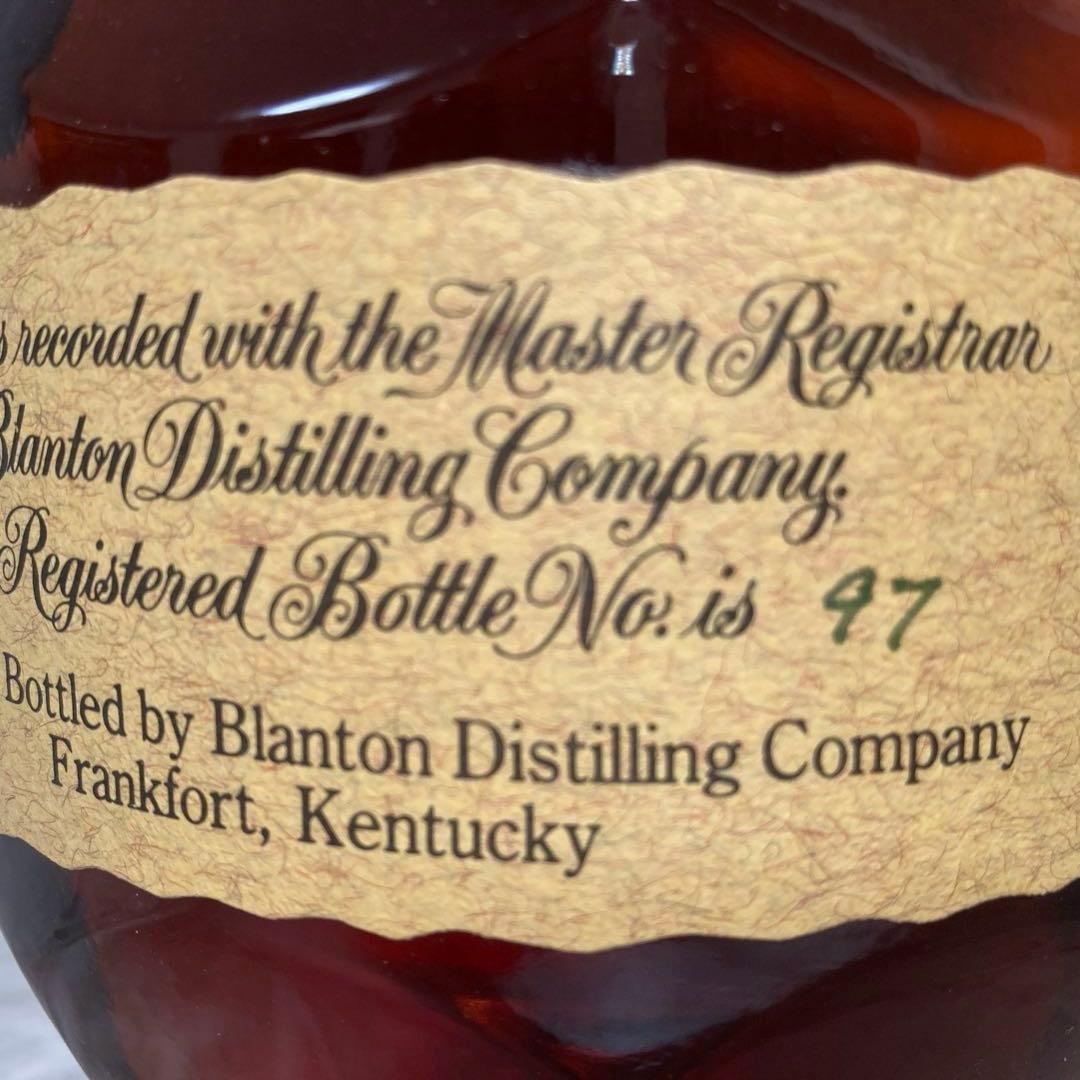 recorded with the Master Registrar
Blanton Distilling Company.
Registered Bottle No. is 97
Bottled by Blanton Distilling Company
Frankfort, Kentucky